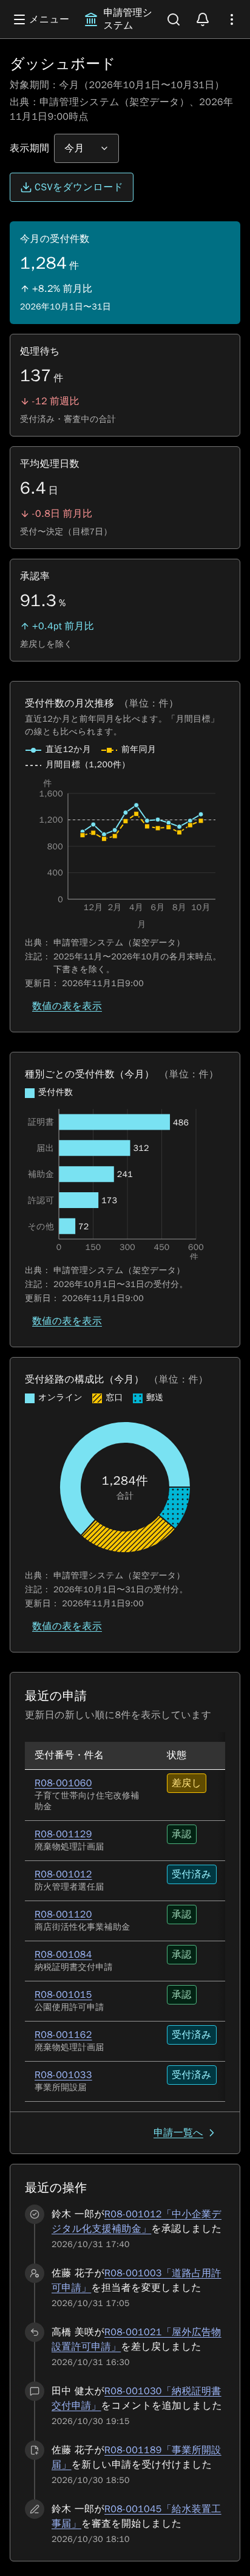 メニュー
申請管理シ
ステム
ダッシュボード
対象期間：今月（2026年10月1日〜10月31日）
出典：申請管理システム（架空データ）、2026年
11月1日9:00時点
表示期間
今月
CSVをダウンロード
今月の受付件数
1,284 件
+8.2% 前月比
2026年10月1日〜31日
処理待ち
137 件
-12 前週比
受付済み・審査中の合計
平均処理日数
6.4 日
-0.8日 前月比
受付〜決定（目標7日）
承認率
91.3 %
+0.4pt 前月比
差戻しを除く
受付件数の月次推移 （単位：件）
直近12か月と前年同月を比べます。「月間目標」
の線とも比べられます。
直近12か月 前年同月
月間目標（1,200件）
件
1,600
1,200
800
400
0
12月 2月 4月 6月 8月 10月
月
出典： 申請管理システム（架空データ）
注記： 2025年11月〜2026年10月の各月末時点。
下書きを除く。
更新日： 2026年11月1日9:00
数値の表を表示
種別ごとの受付件数（今月） （単位：件）
受付件数
証明書 486
届出 312
補助金 241
許認可 173
その他 72
0 150 300 450 600
件
出典： 申請管理システム（架空データ）
注記： 2026年10月1日〜31日の受付分。
更新日： 2026年11月1日9:00
数値の表を表示
受付経路の構成比（今月） （単位：件）
オンライン 窓口 郵送
1,284件
合計
出典： 申請管理システム（架空データ）
注記： 2026年10月1日〜31日の受付分。
更新日： 2026年11月1日9:00
数値の表を表示
最近の申請
更新日の新しい順に8件を表示しています
受付番号・件名 状態
R08-001060 差戻し
子育て世帯向け住宅改修補
助金
R08-001129 承認
廃棄物処理計画届
R08-001012 受付済み
防火管理者選任届
R08-001120 承認
商店街活性化事業補助金
R08-001084 承認
納税証明書交付申請
R08-001015 承認
公園使用許可申請
R08-001162 受付済み
廃棄物処理計画届
R08-001033 受付済み
事業所開設届
申請一覧へ
最近の操作
鈴木 一郎がR08-001012「中小企業デ
ジタル化支援補助金」を承認しました
2026/10/31 17:40
佐藤 花子がR08-001003「道路占用許
可申請」を担当者を変更しました
2026/10/31 17:05
高橋 美咲がR08-001021「屋外広告物
設置許可申請」を差し戻しました
2026/10/31 16:30
田中 健太がR08-001030「納税証明書
交付申請」をコメントを追加しました
2026/10/30 19:15
佐藤 花子がR08-001189「事業所開設
届」を新しい申請を受け付けました
2026/10/30 18:50
鈴木 一郎がR08-001045「給水装置工
事届」を審査を開始しました
2026/10/30 18:10